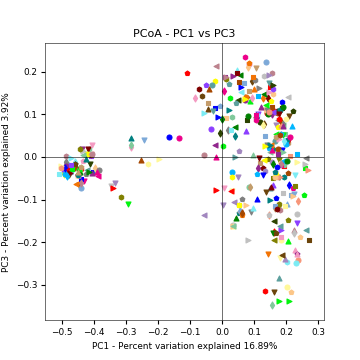 PCoA - PC1 vs PC3
PC3 - Percent variation explained 3.92%
0.2
0.1
0.0
−0.1
−0.2
−0.3
−0.5 −0.4 −0.3 −0.2 −0.1 0.0 0.1 0.2 0.3
PC1 - Percent variation explained 16.89%